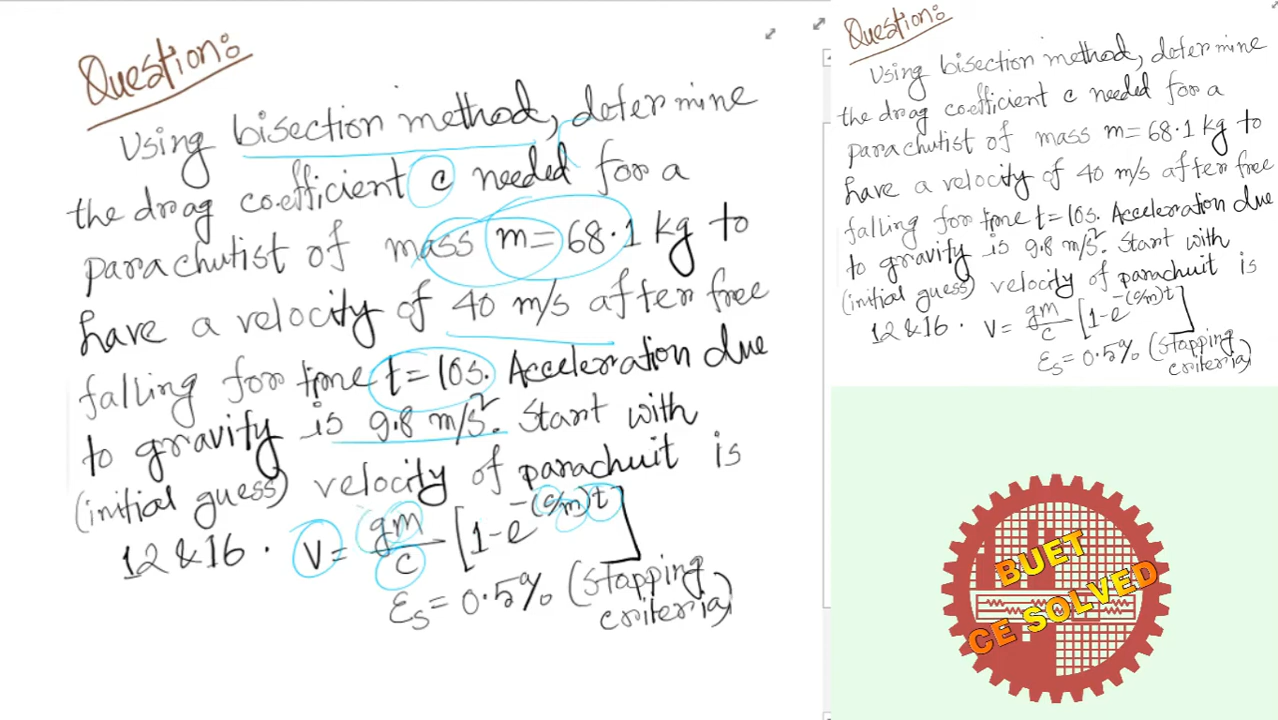 Question:
Using bisection method, determine
the drag coefficient c needed for a
parachutist of mass m = 68.1 kg to
have a velocity of 40 m/s after free
falling for time t = 10s. Acceleration due
to gravity is 9.8 m/s². Start with
(initial guess) velocity of parachuit is
12 & 16. V = gm/c [1-e^-(c/m)t]
εs = 0.5% (stopping
criteria)
Question:
Using bisection method, determine
the drag coefficient c needed for a
parachutist of mass m = 68.1 kg to
have a velocity of 40 m/s after free
falling for time t = 10s. Acceleration due
to gravity is 9.8 m/s². Start with
(initial guess) velocity of parachuit is
12 & 16. V = gm/c [1-e^-(c/m)t]
εs = 0.5% (stopping
criteria)
BUET
CE SOLVED